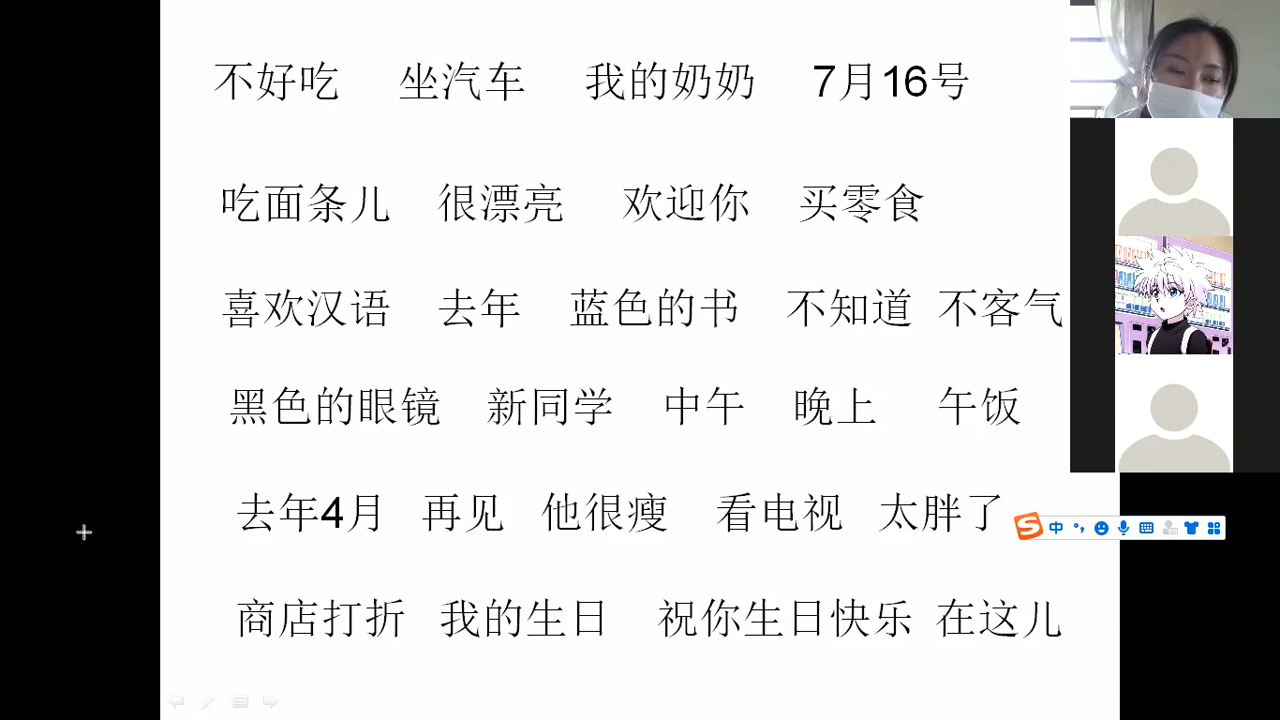 不好吃 坐汽车 我的奶奶 7月16号
吃面条儿 很漂亮 欢迎你 买零食
喜欢汉语 去年 蓝色的书 不知道 不客气
黑色的眼镜 新同学 中午 晚上 午饭
去年4月 再见 他很瘦 看电视 太胖了
中
商店打折 我的生日 祝你生日快乐 在这儿